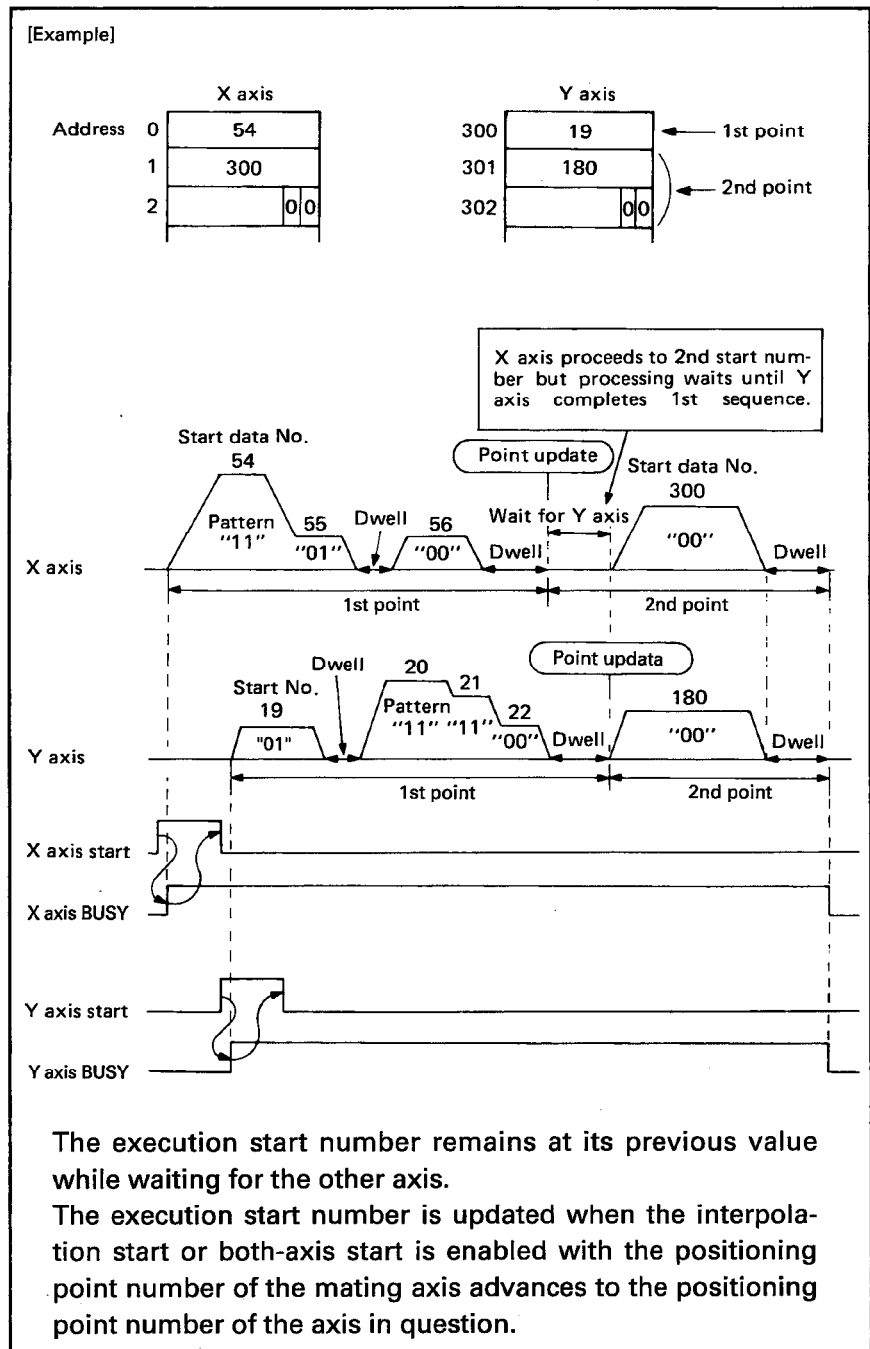 [Example]
X axis
Y axis
Address 0 54 300 19 1st point
1 300 301 180
2nd point
2 0 0 302 0 0
X axis proceeds to 2nd start num-
ber but processing waits until Y
axis completes 1st sequence.
Start data No.
54
Point update
Start data No.
300
Pattern
"11"
55
"01"
Dwell
56
"00"
Dwell
Wait for Y axis
"00"
Dwell
X axis
1st point
2nd point
Point updata
Start No.
19
"01"
Dwell
20
Pattern
"11"
21
"11"
22
"00"
Dwell
180
"00"
Dwell
Y axis
1st point
2nd point
X axis start
X axis BUSY
Y axis start
Y axis BUSY
The execution start number remains at its previous value
while waiting for the other axis.
The execution start number is updated when the interpola-
tion start or both-axis start is enabled with the positioning
point number of the mating axis advances to the positioning
point number of the axis in question.